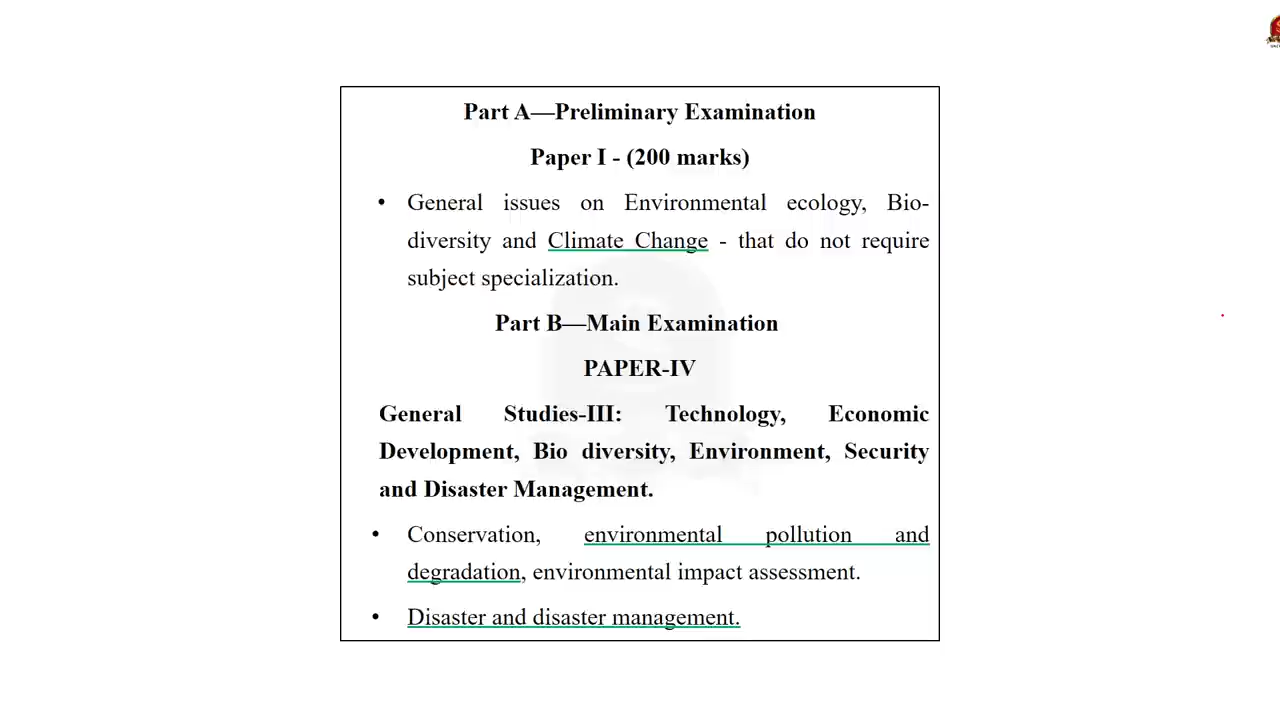 Part A—Preliminary Examination
Paper I - (200 marks)
• General issues on Environmental ecology, Bio-
diversity and Climate Change - that do not require
subject specialization.
Part B—Main Examination
PAPER-IV
General Studies-III: Technology, Economic
Development, Bio diversity, Environment, Security
and Disaster Management.
• Conservation, environmental pollution and
degradation, environmental impact assessment.
• Disaster and disaster management.